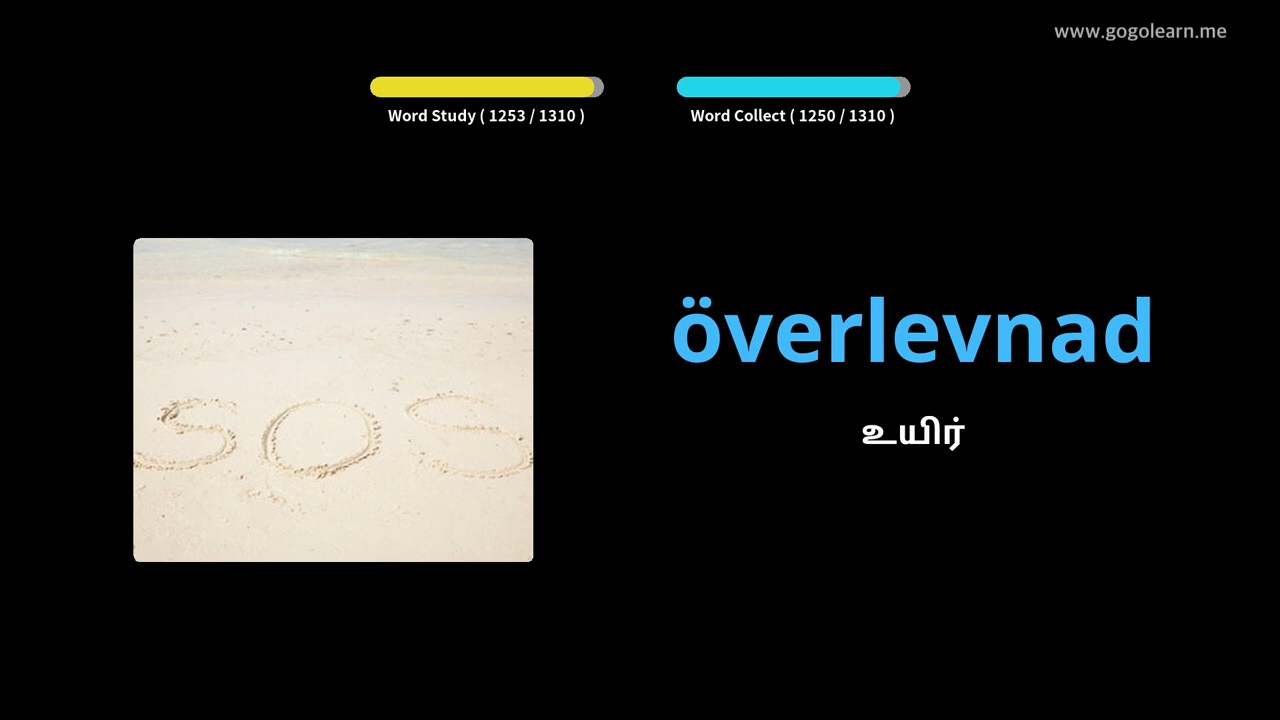 www.gogolearn.me
Word Study ( 1253 / 1310 )
Word Collect ( 1250 / 1310 )
SOS
överlevnad
உயிர்